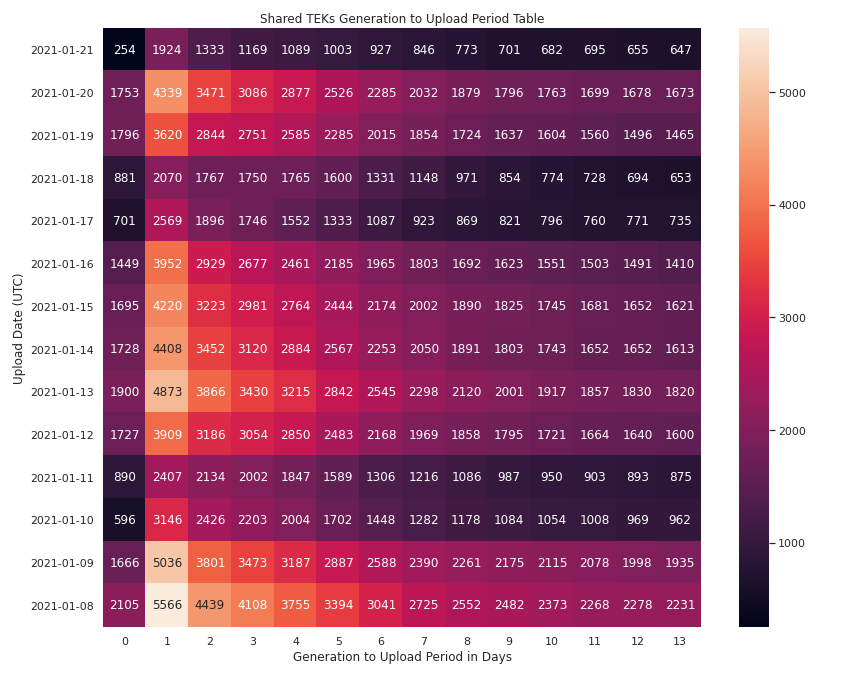 Shared TEKs Generation to Upload Period Table
Upload Date (UTC)
2021-01-21 254 1924 1333 1169 1089 1003 927 846 773 701 682 695 655 647
2021-01-20 1753 4339 3471 3086 2877 2526 2285 2032 1879 1796 1763 1699 1678 1673
2021-01-19 1796 3620 2844 2751 2585 2285 2015 1854 1724 1637 1604 1560 1496 1465
2021-01-18 881 2070 1767 1750 1765 1600 1331 1148 971 854 774 728 694 653
2021-01-17 701 2569 1896 1746 1552 1333 1087 923 869 821 796 760 771 735
2021-01-16 1449 3952 2929 2677 2461 2185 1965 1803 1692 1623 1551 1503 1491 1410
2021-01-15 1695 4220 3223 2981 2764 2444 2174 2002 1890 1825 1745 1681 1652 1621
2021-01-14 1728 4408 3452 3120 2884 2567 2253 2050 1891 1803 1743 1652 1652 1613
2021-01-13 1900 4873 3866 3430 3215 2842 2545 2298 2120 2001 1917 1857 1830 1820
2021-01-12 1727 3909 3186 3054 2850 2483 2168 1969 1858 1795 1721 1664 1640 1600
2021-01-11 890 2407 2134 2002 1847 1589 1306 1216 1086 987 950 903 893 875
2021-01-10 596 3146 2426 2203 2004 1702 1448 1282 1178 1084 1054 1008 969 962
2021-01-09 1666 5036 3801 3473 3187 2887 2588 2390 2261 2175 2115 2078 1998 1935
2021-01-08 2105 5566 4439 4108 3755 3394 3041 2725 2552 2482 2373 2268 2278 2231
0 1 2 3 4 5 6 7 8 9 10 11 12 13
Generation to Upload Period in Days
5000
4000
3000
2000
1000